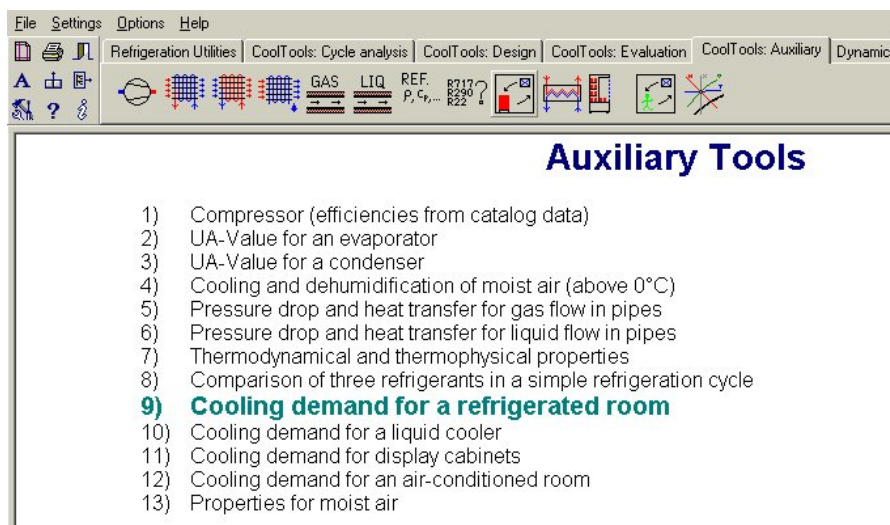 File Settings Options Help
Refrigeration Utilities CoolTools: Cycle analysis CoolTools: Design CoolTools: Evaluation CoolTools: Auxiliary Dynamic
A ?
GAS LIQ REF. ρ, cₚ,... R717 R290 R22 ?
Auxiliary Tools
1) Compressor (efficiencies from catalog data)
2) UA-Value for an evaporator
3) UA-Value for a condenser
4) Cooling and dehumidification of moist air (above 0°C)
5) Pressure drop and heat transfer for gas flow in pipes
6) Pressure drop and heat transfer for liquid flow in pipes
7) Thermodynamical and thermophysical properties
8) Comparison of three refrigerants in a simple refrigeration cycle
9) Cooling demand for a refrigerated room
10) Cooling demand for a liquid cooler
11) Cooling demand for display cabinets
12) Cooling demand for an air-conditioned room
13) Properties for moist air